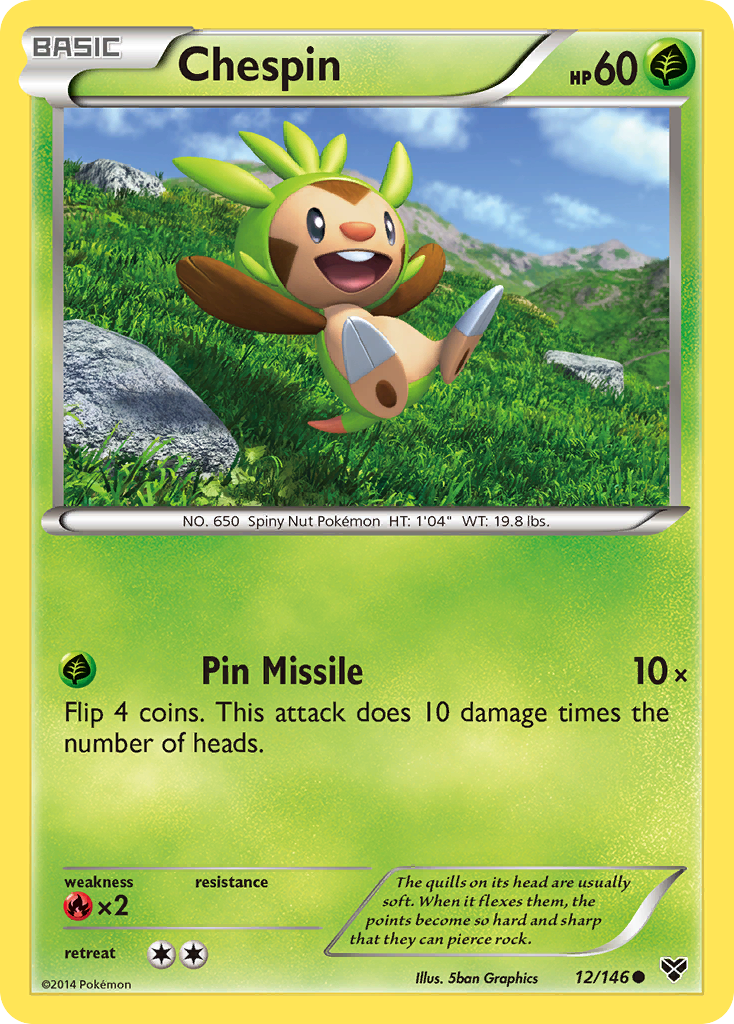 BASIC
Chespin
HP60
NO. 650 Spiny Nut Pokémon HT: 1'04" WT: 19.8 lbs.
Pin Missile 10×
Flip 4 coins. This attack does 10 damage times the
number of heads.
weakness resistance
×2
retreat
The quills on its head are usually
soft. When it flexes them, the
points become so hard and sharp
that they can pierce rock.
©2014 Pokémon
Illus. 5ban Graphics 12/146